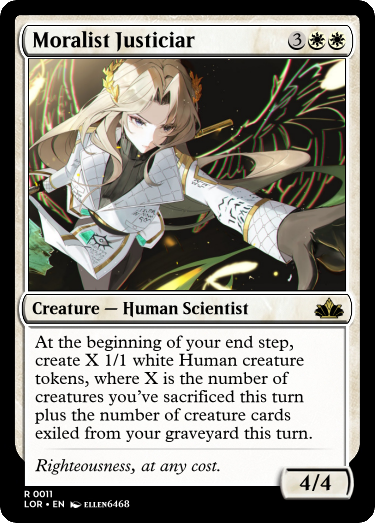 Moralist Justiciar 3
Creature — Human Scientist
At the beginning of your end step,
create X 1/1 white Human creature
tokens, where X is the number of
creatures you've sacrificed this turn
plus the number of creature cards
exiled from your graveyard this turn.
Righteousness, at any cost.
4/4
R 0011
LOR • EN ELLEN6468